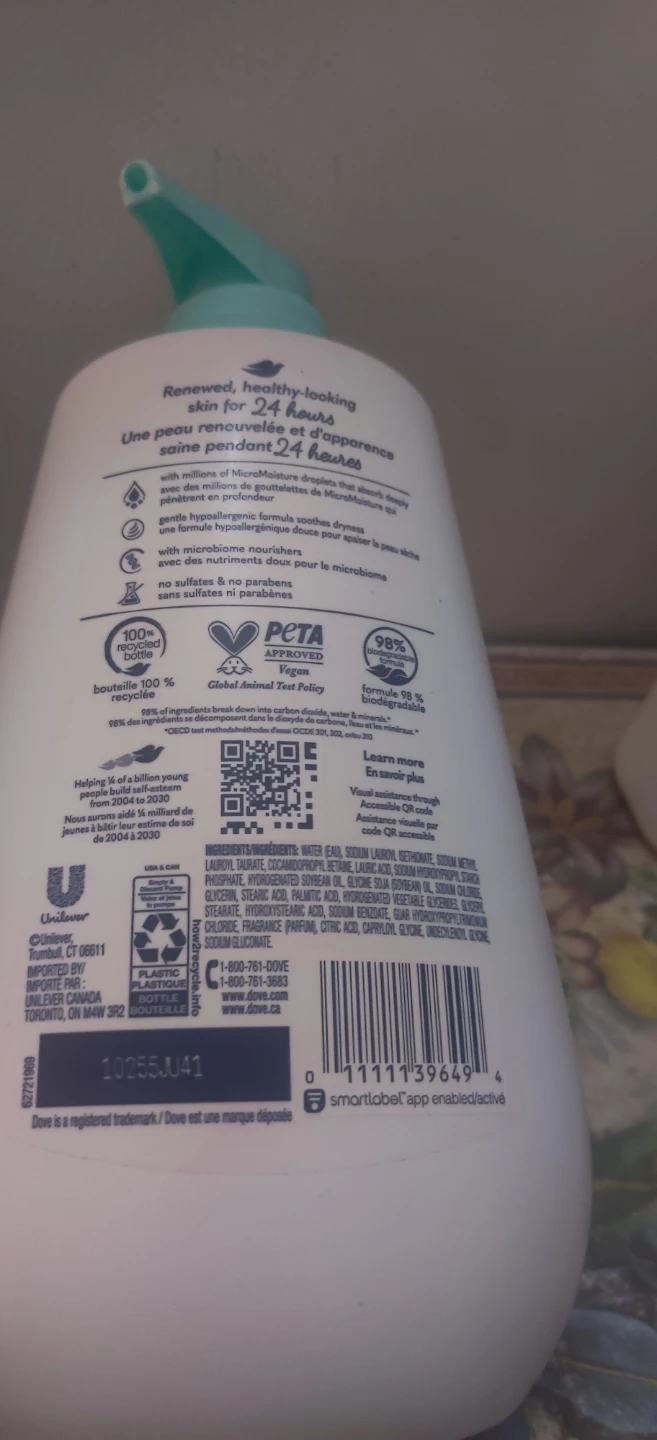 Renewed, healthy-looking
skin for 24 hours
Une peau renouvelée et d'apparence
saine pendant 24 heures
with millions of MicroMoisture droplets that absorb deeply
avec des millions de gouttelettes de MicroMoisture qui
pénètrent en profondeur
gentle hypoallergenic formula soothes dryness
une formule hypoallergénique douce pour apaiser la peau sèche
with microbiome nourishers
avec des nutriments doux pour le microbiome
no sulfates & no parabens
sans sulfates ni parabènes
100%
recycled
bottle
bouteille 100 %
recyclée
PETA
APPROVED
Vegan
Global Animal Test Policy
98%
biodegradable
formula
formule 98 %
biodégradable
98% of ingredients break down into carbon dioxide, water & minerals.*
98% des ingrédients se décomposent dans le dioxyde de carbone, l'eau et les minéraux.*
*OECD test methods/méthodes d'essai OCDE 301, 302, or/ou 310
Helping ¼ of a billion young
people build self-esteem
from 2004 to 2030
Nous aurons aidé ¼ milliard de
jeunes à bâtir leur estime de soi
de 2004 à 2030
Learn more
En savoir plus
Visual assistance through
Accessible QR code
Assistance visuelle par
code QR accessible
INGREDIENTS/INGRÉDIENTS: WATER (EAU), SODIUM LAUROYL ISETHIONATE, SODIUM METHYL
LAUROYL TAURATE, COCAMIDOPROPYL BETAINE, LAURIC ACID, SODIUM HYDROXYPROPYL STARCH
PHOSPHATE, HYDROGENATED SOYBEAN OIL, GLYCINE SOJA (SOYBEAN) OIL, SODIUM CHLORIDE,
GLYCERIN, STEARIC ACID, PALMITIC ACID, HYDROGENATED VEGETABLE GLYCERIDES, GLYCERYL
STEARATE, HYDROXYSTEARIC ACID, SODIUM BENZOATE, GUAR HYDROXYPROPYLTRIMONIUM
CHLORIDE, FRAGRANCE (PARFUM), CITRIC ACID, CAPRYLOYL GLYCINE, UNDECYLENOYL GLYCINE,
SODIUM GLUCONATE.
Unilever
©Unilever,
Trumbull, CT 06611
IMPORTED BY/
IMPORTÉ PAR :
UNILEVER CANADA
TORONTO, ON M4W 3R2
USA & CAN
Empty &
Discard Pump
Videz et jetez
la pompe
PLASTIC
PLASTIQUE
BOTTLE
BOUTEILLE
how2recycle.info
1-800-761-DOVE
1-800-761-3683
www.dove.com
www.dove.ca
62721969
10255JU41
0 11111 39649 4
smartlabel™ app enabled/activé
Dove is a registered trademark / Dove est une marque déposée